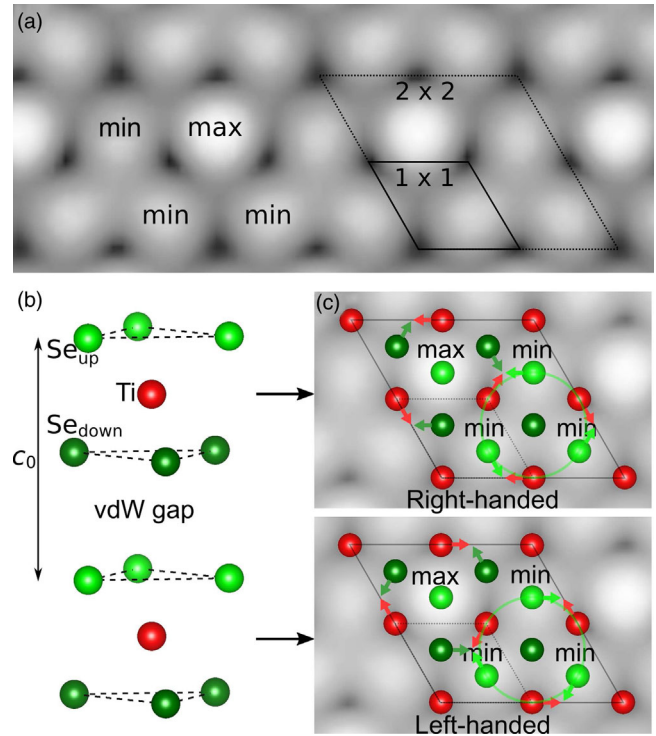 (a)
2 x 2
min
max
1 x 1
min
min
(b)
(c)
Se_up
Ti
Se_down
c_0
vdW gap
max
min
min
min
Right-handed
max
min
min
min
Left-handed